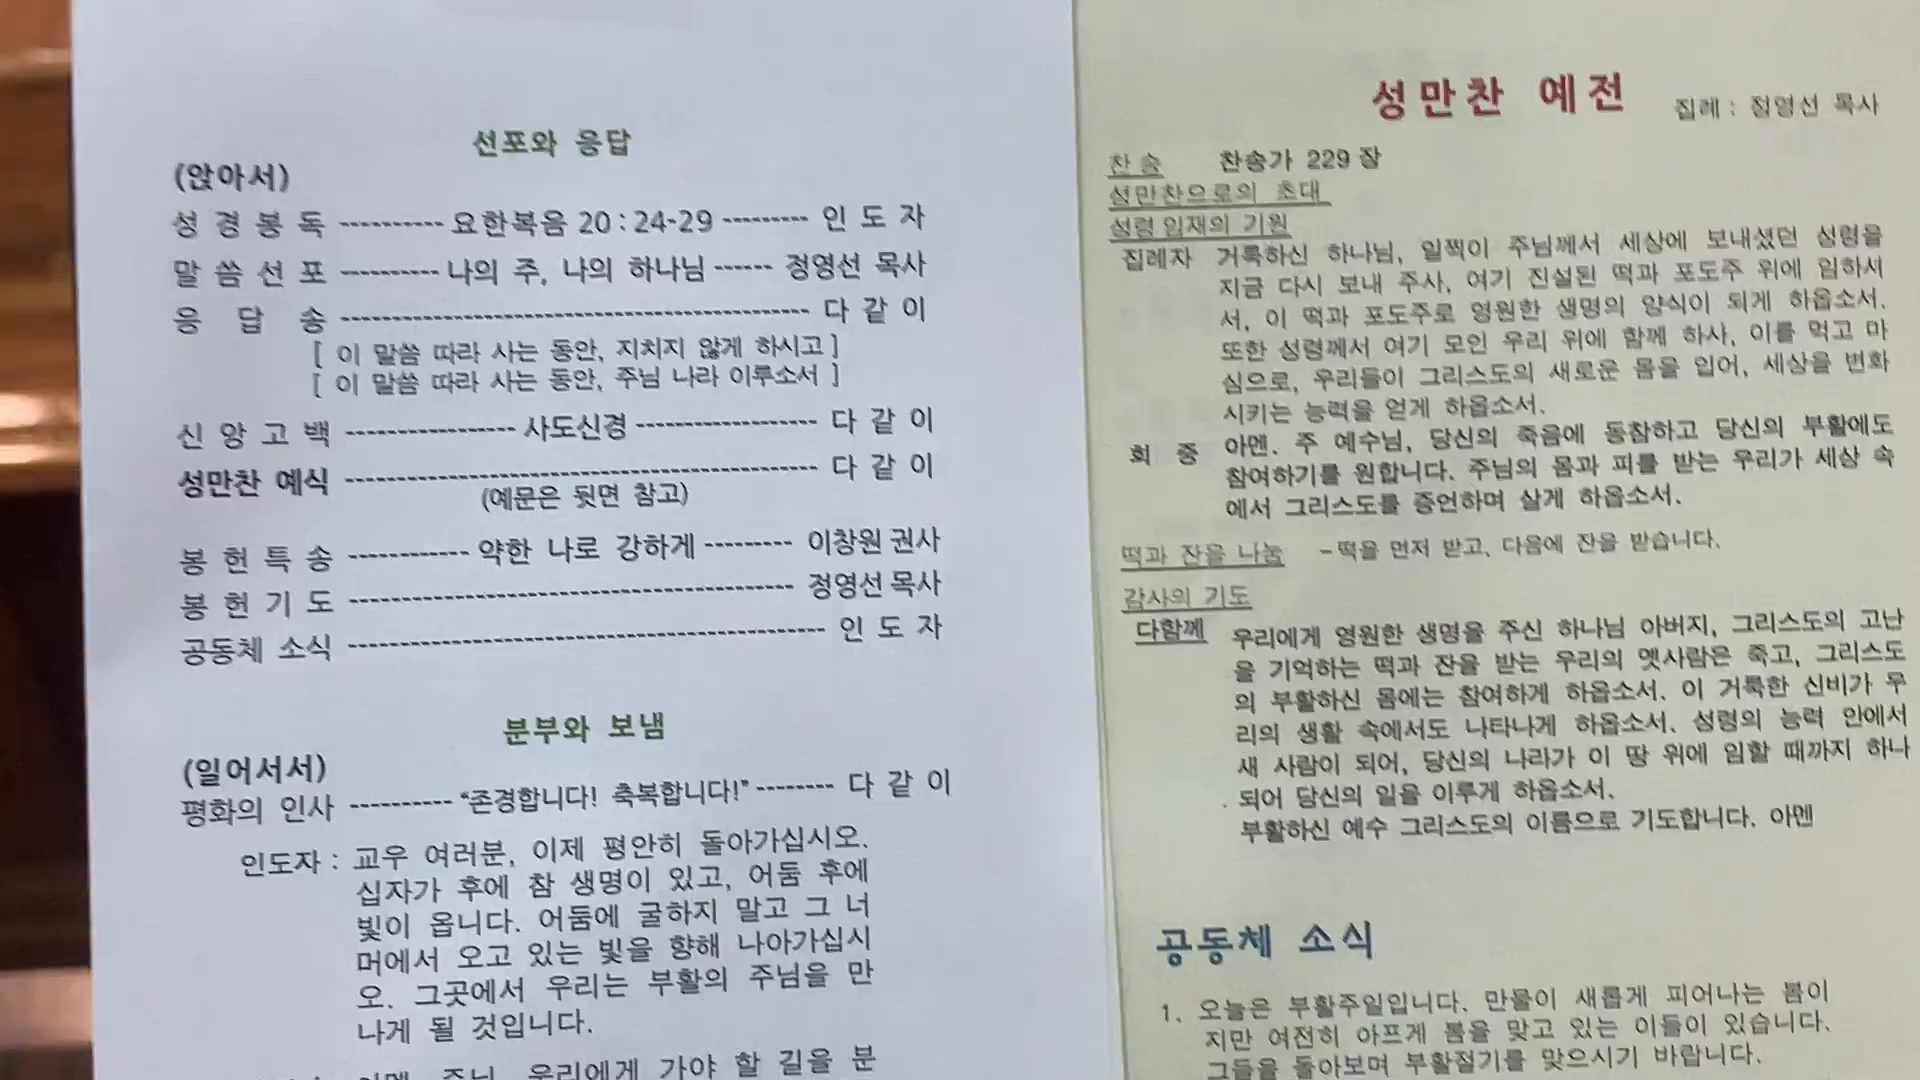 선포와 응답
(앉아서)
성 경 봉 독 ---------- 요한복음 20 : 24-29 --------- 인 도 자
말 씀 선 포 ---------- 나의 주, 나의 하나님 ------ 정영선 목사
응 답 송 ---------------------------------------------- 다 같 이
[ 이 말씀 따라 사는 동안, 지치지 않게 하시고 ]
[ 이 말씀 따라 사는 동안, 주님 나라 이루소서 ]
신 앙 고 백 ----------------- 사도신경 ------------------ 다 같 이
성만찬 예식 ---------------------------------------------- 다 같 이
(예문은 뒷면 참고)
봉 헌 특 송 ------------ 약한 나로 강하게 --------- 이창원 권사
봉 헌 기 도 -------------------------------------------- 정영선 목사
공동체 소식 ----------------------------------------------- 인 도 자
분부와 보냄
(일어서서)
평화의 인사 ---------- “존경합니다! 축복합니다!” -------- 다 같 이
인도자 : 교우 여러분, 이제 평안히 돌아가십시오.
십자가 후에 참 생명이 있고, 어둠 후에
빛이 옵니다. 어둠에 굴하지 말고 그 너
머에서 오고 있는 빛을 향해 나아가십시
오. 그곳에서 우리는 부활의 주님을 만
나게 될 것입니다.
주님, 우리에게 가야 할 길을 분
성만찬 예전 집례 : 정영선 목사
찬 송 찬송가 229 장
성만찬으로의 초대
성령 임재의 기원
집례자 거룩하신 하나님, 일찍이 주님께서 세상에 보내셨던 성령을
지금 다시 보내 주사, 여기 진설된 떡과 포도주 위에 임하셔
서, 이 떡과 포도주로 영원한 생명의 양식이 되게 하옵소서.
또한 성령께서 여기 모인 우리 위에 함께 하사, 이를 먹고 마
심으로, 우리들이 그리스도의 새로운 몸을 입어, 세상을 변화
시키는 능력을 얻게 하옵소서.
회 중 아멘. 주 예수님, 당신의 죽음에 동참하고 당신의 부활에도
참여하기를 원합니다. 주님의 몸과 피를 받는 우리가 세상 속
에서 그리스도를 증언하며 살게 하옵소서.
떡과 잔을 나눔 - 떡을 먼저 받고, 다음에 잔을 받습니다.
감사의 기도
다함께 우리에게 영원한 생명을 주신 하나님 아버지, 그리스도의 고난
을 기억하는 떡과 잔을 받는 우리의 옛사람은 죽고, 그리스도
의 부활하신 몸에는 참여하게 하옵소서. 이 거룩한 신비가 우
리의 생활 속에서도 나타나게 하옵소서. 성령의 능력 안에서
새 사람이 되어, 당신의 나라가 이 땅 위에 임할 때까지 하나
되어 당신의 일을 이루게 하옵소서.
부활하신 예수 그리스도의 이름으로 기도합니다. 아멘
공동체 소식
1. 오늘은 부활주일입니다. 만물이 새롭게 피어나는 봄이
지만 여전히 아프게 봄을 맞고 있는 이들이 있습니다.
그들을 돌아보며 부활절기를 맞으시기 바랍니다.